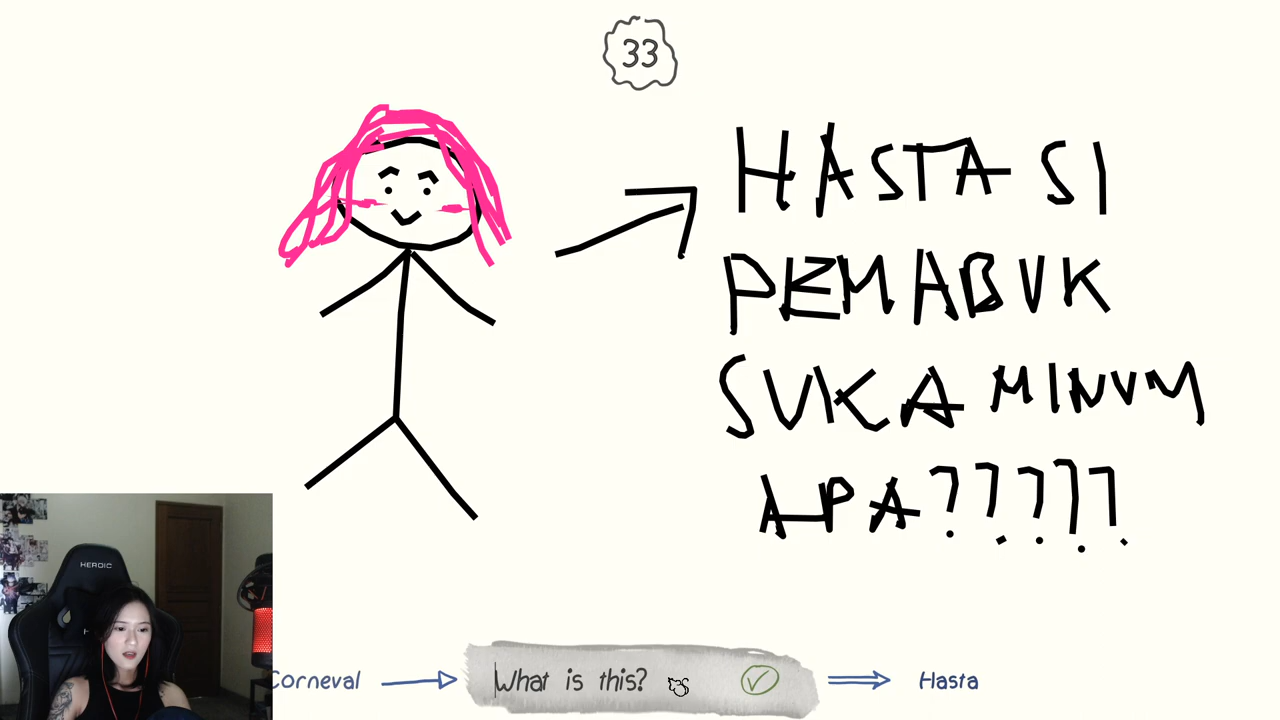 33
HASTA SI
PEMABUK
SUKA MINUM
APA?????
HEROIC
Corneval
What is this?
Hasta